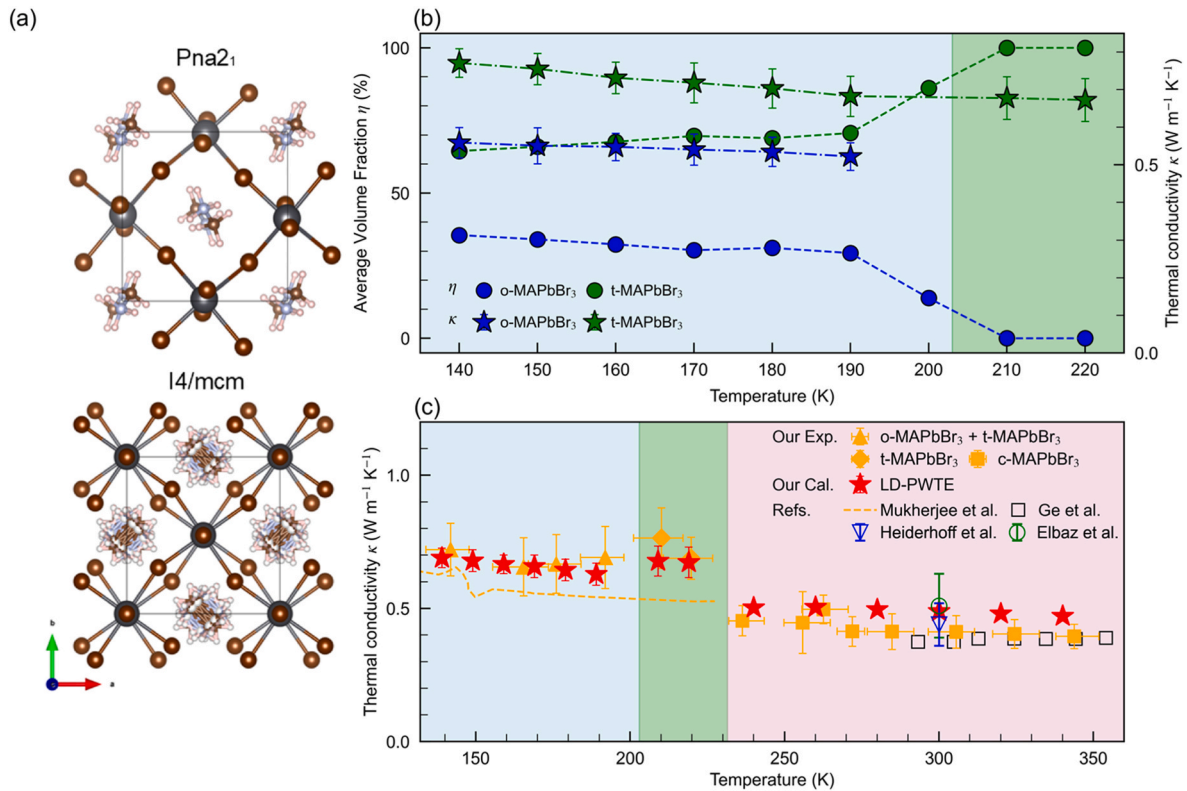 (a)
Pna2₁
I4/mcm
b
a
(b)
Average Volume Fraction η (%)
100
50
0
η o-MAPbBr₃ t-MAPbBr₃
κ o-MAPbBr₃ t-MAPbBr₃
0.5
0.0
Thermal conductivity κ (W m⁻¹ K⁻¹)
140 150 160 170 180 190 200 210 220
Temperature (K)
(c)
Thermal conductivity κ (W m⁻¹ K⁻¹)
1.0
0.5
0.0
Our Exp. o-MAPbBr₃ + t-MAPbBr₃
t-MAPbBr₃ c-MAPbBr₃
Our Cal. LD-PWTE
Refs. Mukherjee et al. Ge et al.
Heiderhoff et al. Elbaz et al.
150 200 250 300 350
Temperature (K)